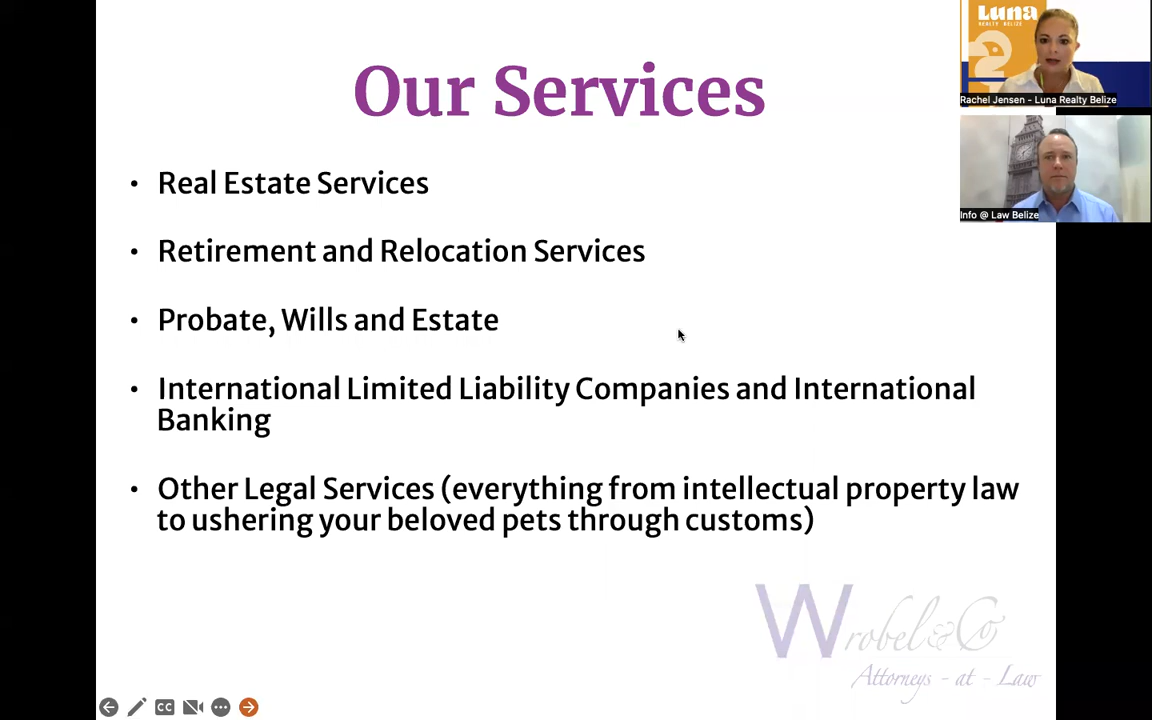 Our Services
• Real Estate Services
• Retirement and Relocation Services
• Probate, Wills and Estate
• International Limited Liability Companies and International
Banking
• Other Legal Services (everything from intellectual property law
to ushering your beloved pets through customs)
Wrobel & Co
Attorneys - at - Law
Luna
REALTY BELIZE
Rachel Jensen - Luna Realty Belize
Info @ Law Belize
CC